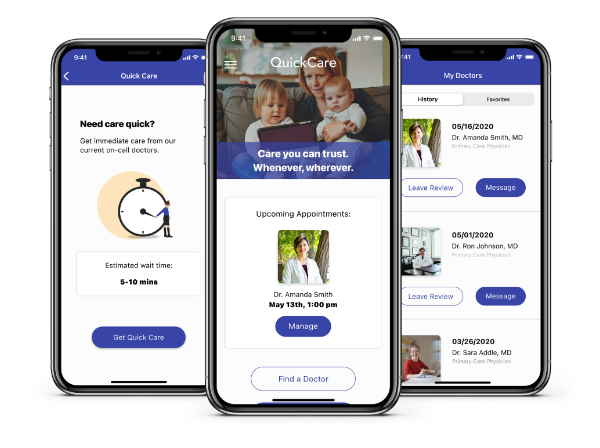 9:41
Quick Care
Need care quick?
Get immediate care from our
current on-call doctors.
Estimated wait time:
5-10 mins
Get Quick Care
9:41
QuickCare
Care you can trust.
Whenever, wherever.
Upcoming Appointments:
Dr. Amanda Smith
May 13th, 1:00 pm
Manage
Find a Doctor
9:41
My Doctors
History
Favorites
05/16/2020
Dr. Amanda Smith, MD
Primary Care Physician
Leave Review
Message
05/01/2020
Dr. Ron Johnson, MD
Primary Care Physician
Leave Review
Message
03/26/2020
Dr. Sara Addle, MD
Primary Care Physician